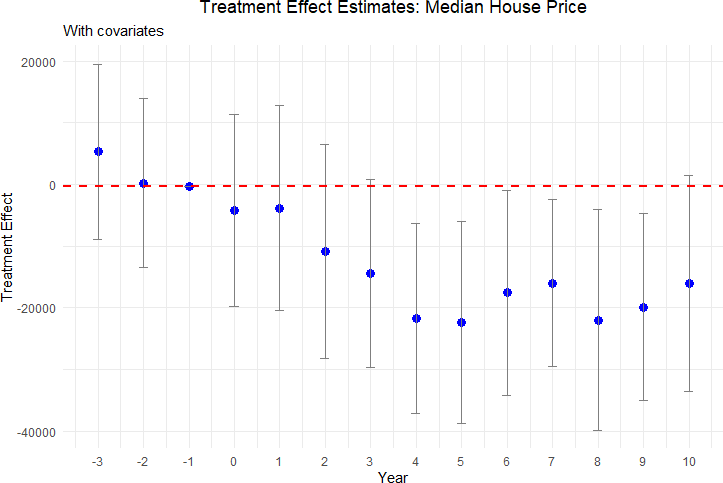 Treatment Effect Estimates: Median House Price
With covariates
20000
0
-20000
-40000
Treatment Effect
-3 -2 -1 0 1 2 3 4 5 6 7 8 9 10
Year